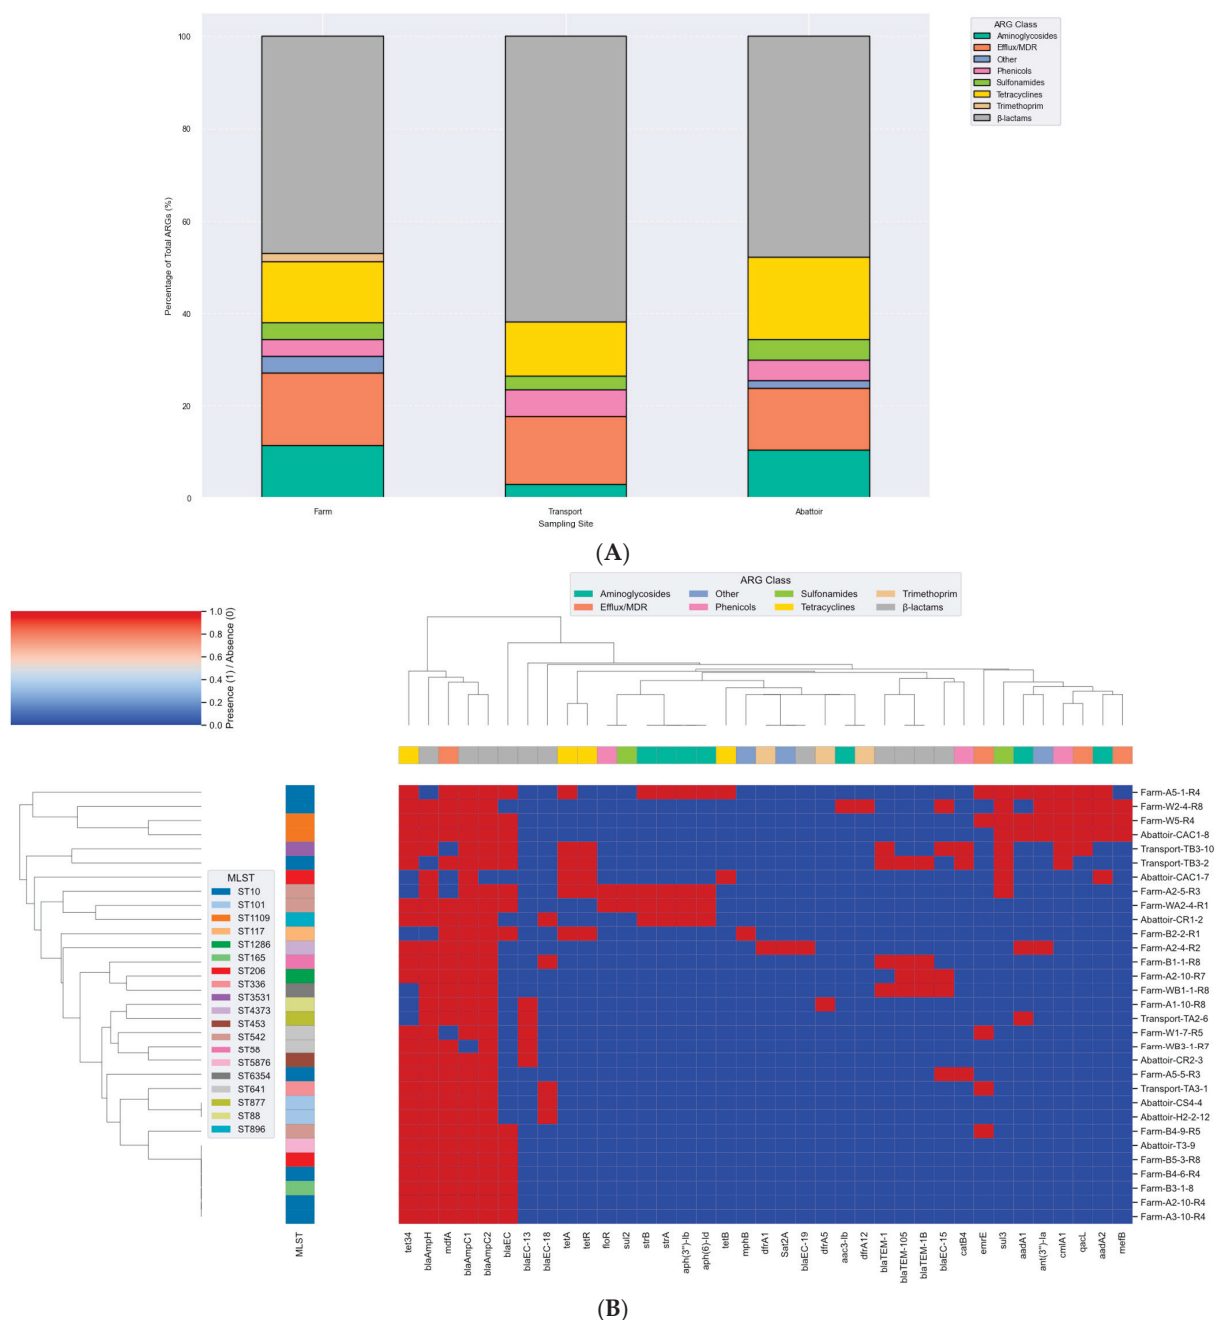 ARG Class
Aminoglycosides
Efflux/MDR
Other
Phenicols
Sulfonamides
Tetracyclines
Trimethoprim
β-lactams
Percentage of Total ARGs (%)
100
80
60
40
20
0
Farm
Transport
Abattoir
Sampling Site
(A)
ARG Class
Aminoglycosides
Other
Sulfonamides
Trimethoprim
Efflux/MDR
Phenicols
Tetracyclines
β-lactams
1.0
0.8
0.6
0.4
0.2
0.0
Presence (1) / Absence (0)
MLST
ST10
ST101
ST1109
ST117
ST1286
ST165
ST206
ST336
ST3531
ST4373
ST453
ST542
ST58
ST5876
ST6354
ST641
ST877
ST88
ST896
Farm-A5-1-R4
Farm-W2-4-R8
Farm-W5-R4
Abattoir-CAC1-8
Transport-TB3-10
Transport-TB3-2
Abattoir-CAC1-7
Farm-A2-5-R3
Farm-WA2-4-R1
Abattoir-CR1-2
Farm-B2-2-R1
Farm-A2-4-R2
Farm-B1-1-R8
Farm-A2-10-R7
Farm-WB1-1-R8
Farm-A1-10-R8
Transport-TA2-6
Farm-W1-7-R5
Farm-WB3-1-R7
Abattoir-CR2-3
Farm-A5-5-R3
Transport-TA3-1
Abattoir-CS4-4
Abattoir-H2-2-12
Farm-B4-9-R5
Abattoir-T3-9
Farm-B5-3-R8
Farm-B4-6-R4
Farm-B3-1-8
Farm-A2-10-R4
Farm-A3-10-R4
MLST
tet34
blaAmpH
mdfA
blaAmpC1
blaAmpC2
blaEC
blaEC-13
blaEC-18
tetA
tetR
floR
sul2
strB
strA
aph(3'')-Ib
aph(6)-Id
tetB
mphB
dfrA1
Sat2A
blaEC-19
dfrA5
aac3-Ib
dfrA12
blaTEM-1
blaTEM-105
blaTEM-1B
blaEC-15
catB4
emrE
sul3
aadA1
ant(3'')-Ia
cmlA1
qacL
aadA2
mefB
(B)